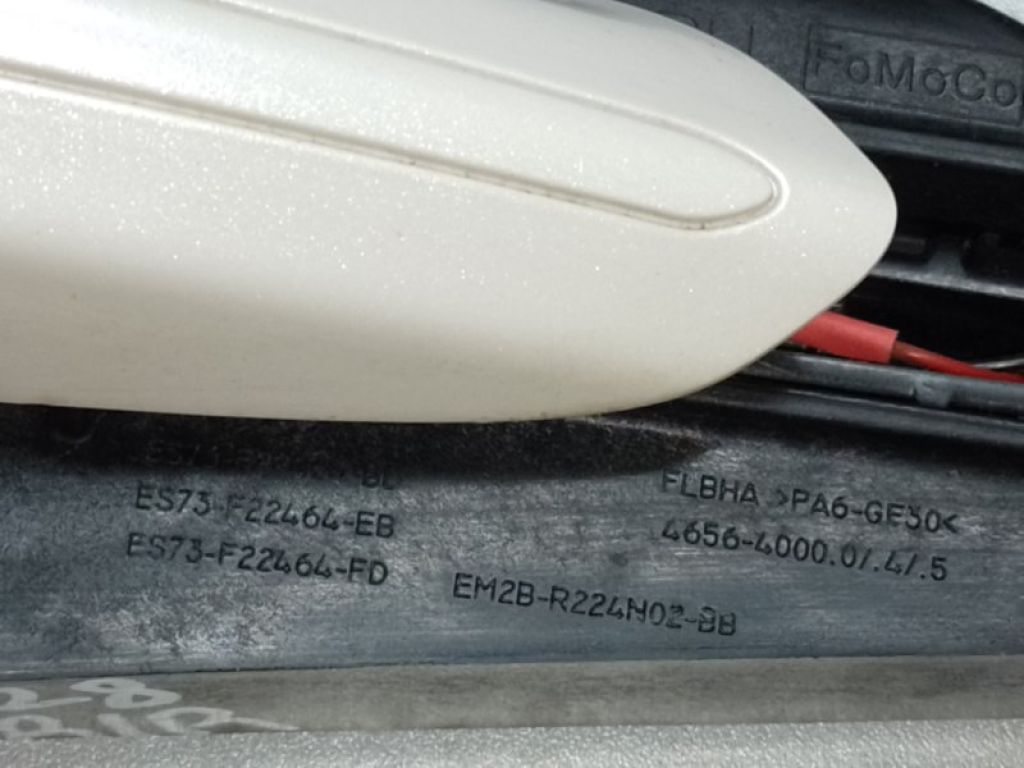 FoMoCo
ES73-F22464-EB
ES73-F22464-FD
FLBHA >PA6-GF30<
4656-4000.0/.4/.5
EM2B-R224N02-BB